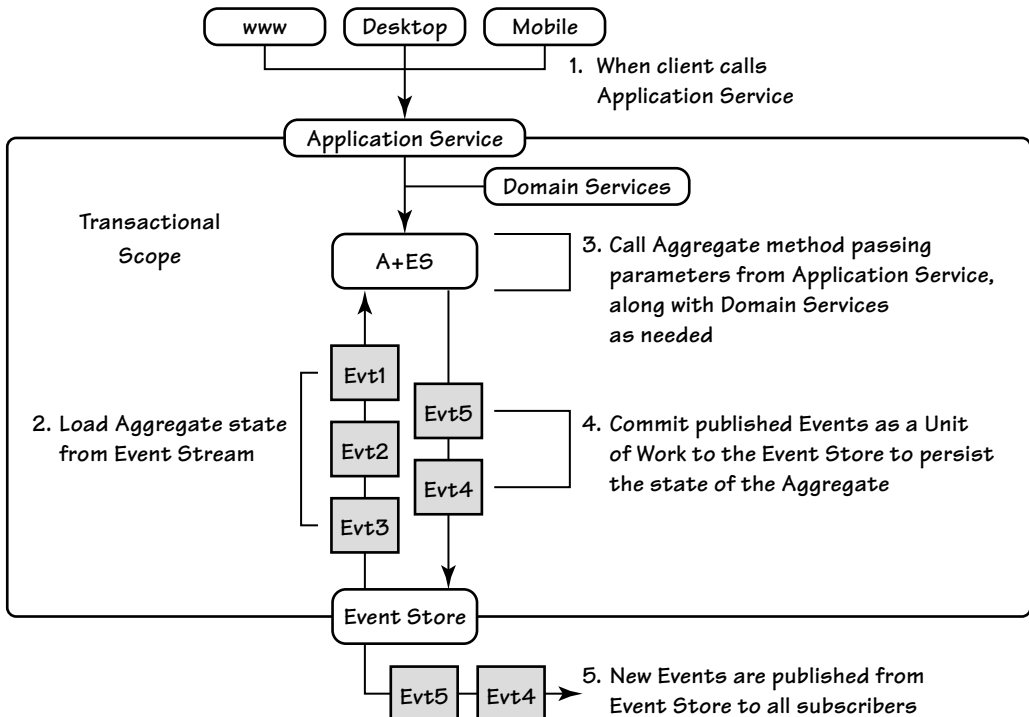 www
Desktop
Mobile
1. When client calls
Application Service
Application Service
Domain Services
Transactional
Scope
A+ES
3. Call Aggregate method passing
parameters from Application Service,
along with Domain Services
as needed
Evt1
Evt2
Evt3
2. Load Aggregate state
from Event Stream
Evt5
Evt4
4. Commit published Events as a Unit
of Work to the Event Store to persist
the state of the Aggregate
Event Store
Evt5
Evt4
5. New Events are published from
Event Store to all subscribers